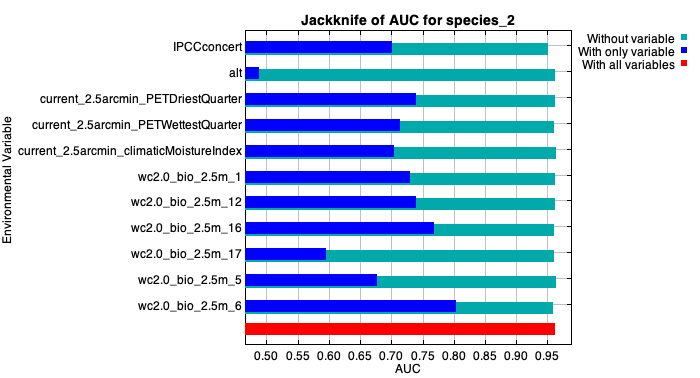 Jackknife of AUC for species_2
Without variable
With only variable
With all variables
Environmental Variable
IPCCconcert
alt
current_2.5arcmin_PETDriestQuarter
current_2.5arcmin_PETWettestQuarter
current_2.5arcmin_climaticMoistureIndex
wc2.0_bio_2.5m_1
wc2.0_bio_2.5m_12
wc2.0_bio_2.5m_16
wc2.0_bio_2.5m_17
wc2.0_bio_2.5m_5
wc2.0_bio_2.5m_6
0.50 0.55 0.60 0.65 0.70 0.75 0.80 0.85 0.90 0.95
AUC